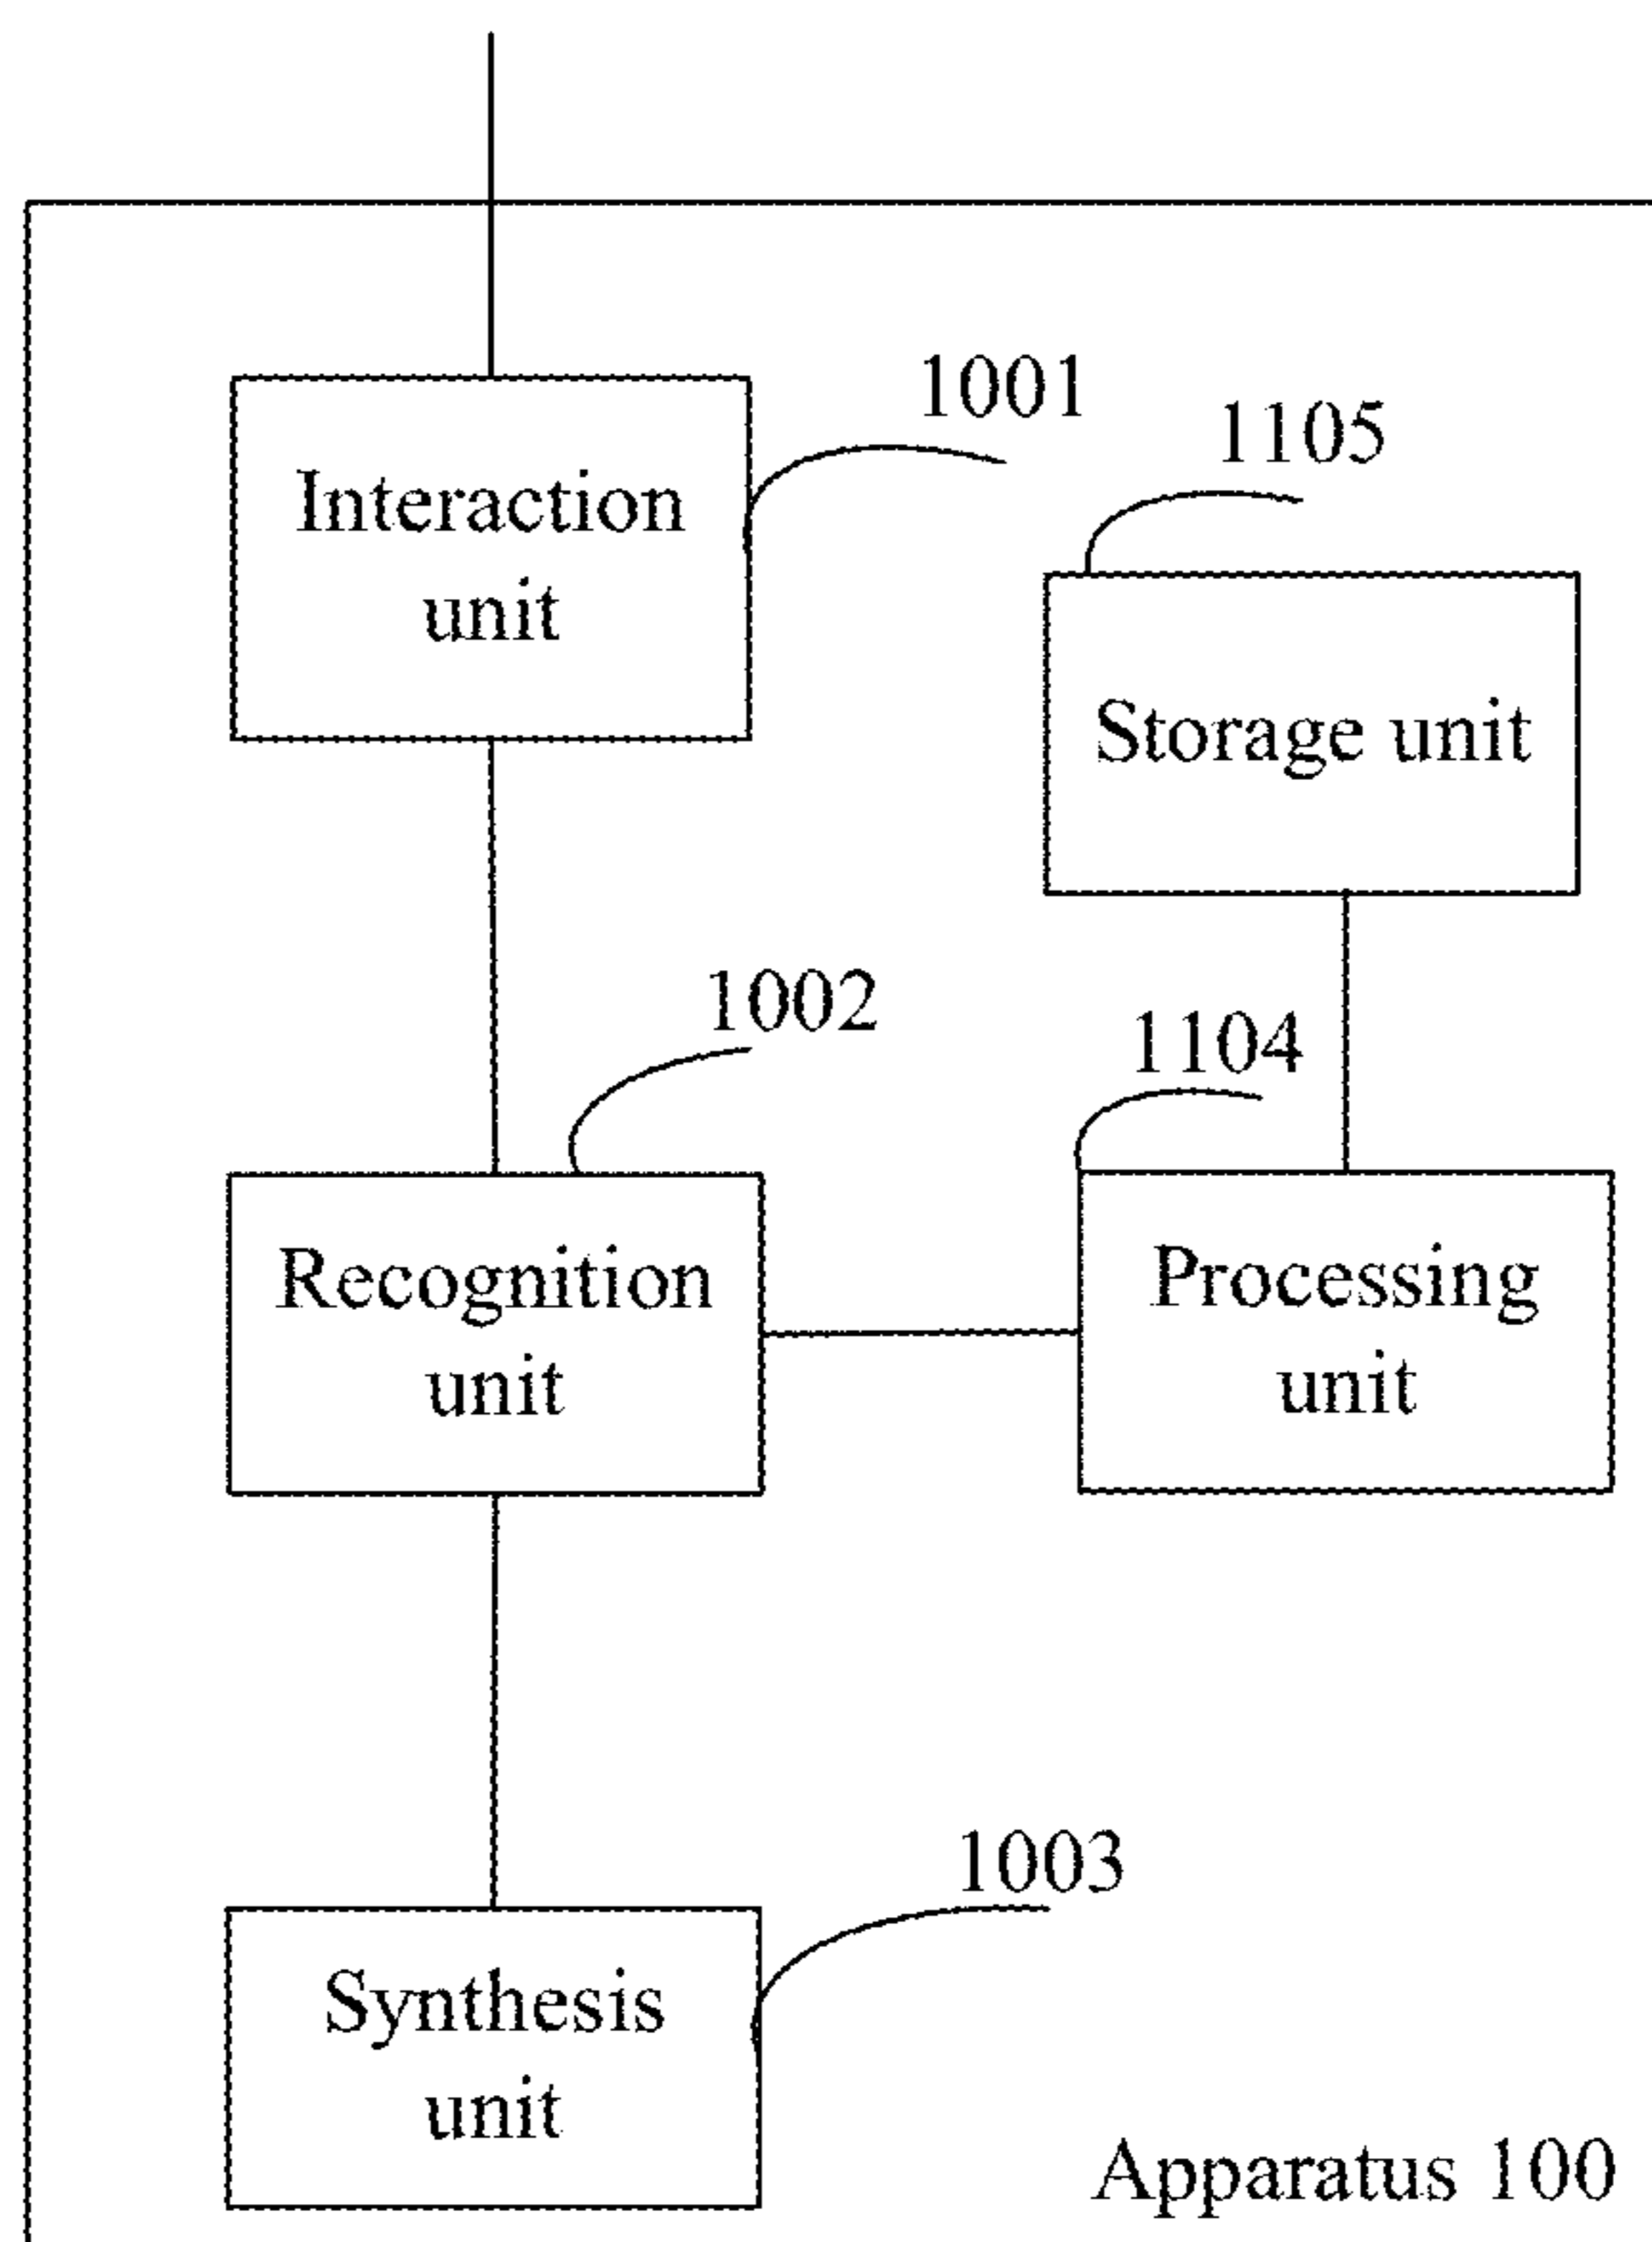 1001
1105
Interaction
unit
Storage unit
1002
1104
Recognition
unit
Processing
unit
1003
Synthesis
unit
Apparatus 100